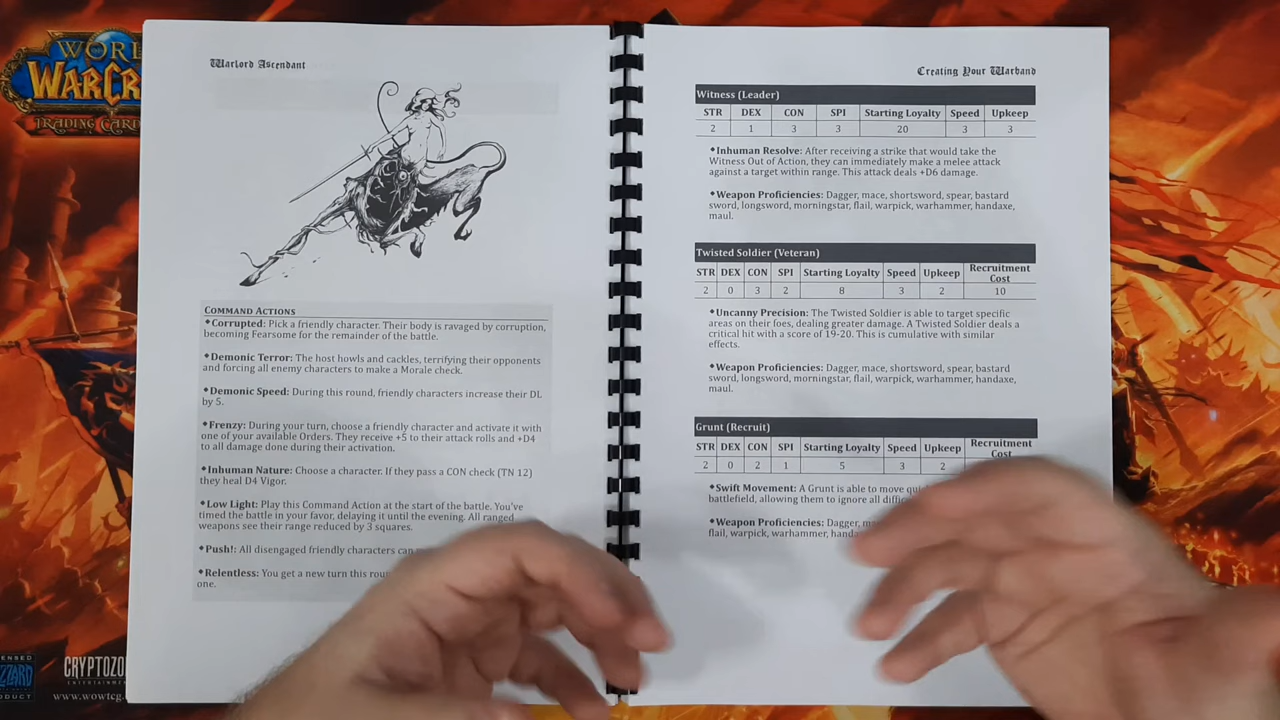 WORL
WARCR
TRADING CARD
ENSED
IZZARD
PRODUCT
CRYPTOZO
ENTERTAINMEN
www.wowtcg.
Warlord Ascendant
COMMAND ACTIONS
◆Corrupted: Pick a friendly character. Their body is ravaged by corruption,
becoming Fearsome for the remainder of the battle.
◆Demonic Terror: The host howls and cackles, terrifying their opponents
and forcing all enemy characters to make a Morale check.
◆Demonic Speed: During this round, friendly characters increase their DL
by 5.
◆Frenzy: During your turn, choose a friendly character and activate it with
one of your available Orders. They receive +5 to their attack rolls and +D4
to all damage done during their activation.
◆Inhuman Nature: Choose a character. If they pass a CON check (TN 12)
they heal D4 Vigor.
◆Low Light: Play this Command Action at the start of the battle. You've
timed the battle in your favor, delaying it until the evening. All ranged
weapons see their range reduced by 3 squares.
◆Push!: All disengaged friendly characters can
◆Relentless: You get a new turn this rou
one.
Creating Your Warband
Witness (Leader)
STR DEX CON SPI Starting Loyalty Speed Upkeep
2 1 3 3 20 3 3
◆Inhuman Resolve: After receiving a strike that would take the
Witness Out of Action, they can immediately make a melee attack
against a target within range. This attack deals +D6 damage.
◆Weapon Proficiencies: Dagger, mace, shortsword, spear, bastard
sword, longsword, morningstar, flail, warpick, warhammer, handaxe,
maul.
Twisted Soldier (Veteran)
STR DEX CON SPI Starting Loyalty Speed Upkeep Recruitment Cost
2 0 3 2 8 3 2 10
◆Uncanny Precision: The Twisted Soldier is able to target specific
areas on their foes, dealing greater damage. A Twisted Soldier deals a
critical hit with a score of 19-20. This is cumulative with similar
effects.
◆Weapon Proficiencies: Dagger, mace, shortsword, spear, bastard
sword, longsword, morningstar, flail, warpick, warhammer, handaxe,
maul.
Grunt (Recruit)
STR DEX CON SPI Starting Loyalty Speed Upkeep Recruitment Cost
2 0 2 1 5 3 2
◆Swift Movement: A Grunt is able to move qui
battlefield, allowing them to ignore all diffi
◆Weapon Proficiencies: Dagger, m
flail, warpick, warhammer, handa